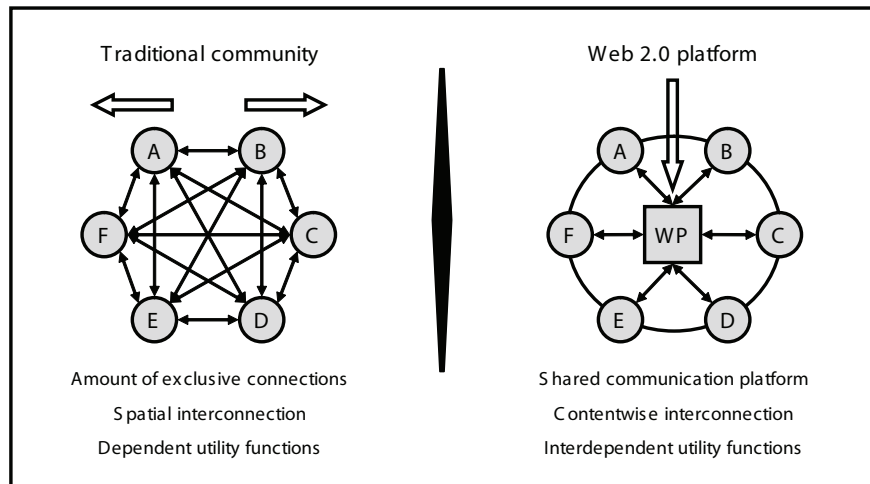 Traditional community
A
B
F
C
E
D
Amount of exclusive connections
Spatial interconnection
Dependent utility functions
Web 2.0 platform
A
B
F
WP
C
E
D
Shared communication platform
Contentwise interconnection
Interdependent utility functions